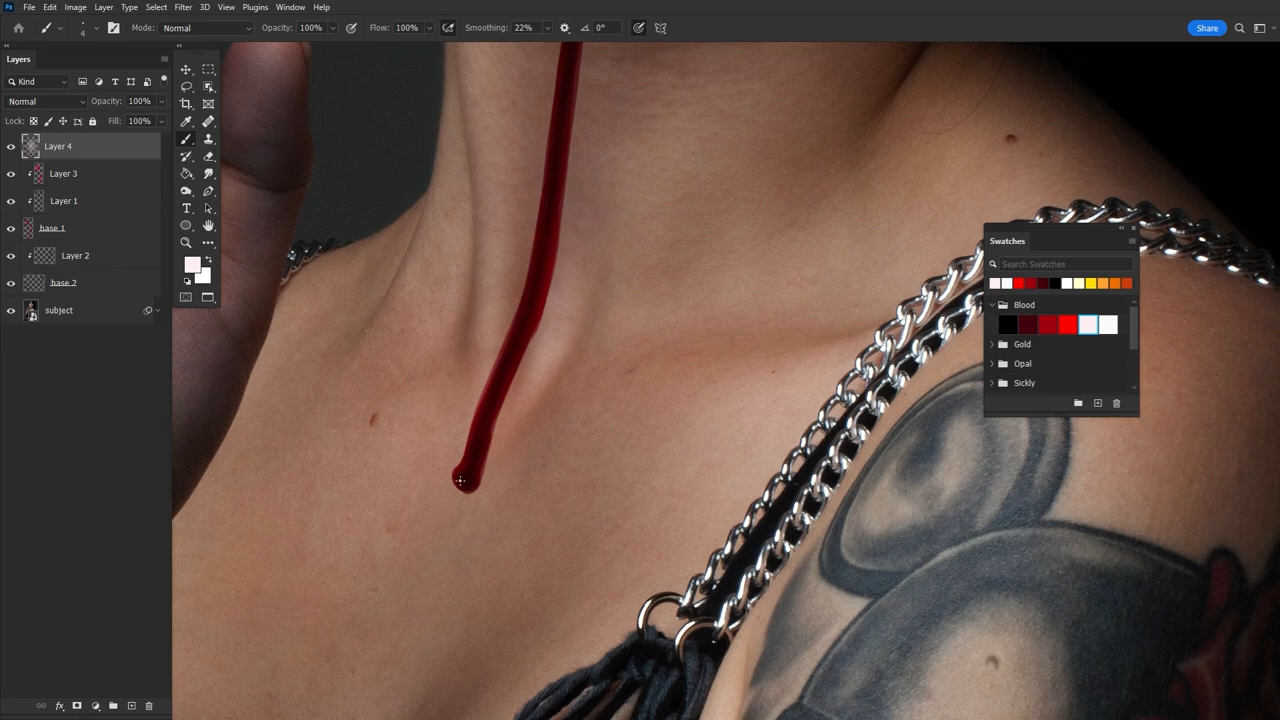 Ps File Edit Image Layer Type Select Filter 3D View Plugins Window Help
4 Mode: Normal Opacity: 100% Flow: 100% Smoothing: 22% 0° Share
Layers
Kind
Normal Opacity: 100%
Lock: Fill: 100%
Layer 4
Layer 3
Layer 1
base 1
Layer 2
base 2
subject
Swatches
Search Swatches
Blood
Gold
Opal
Sickly